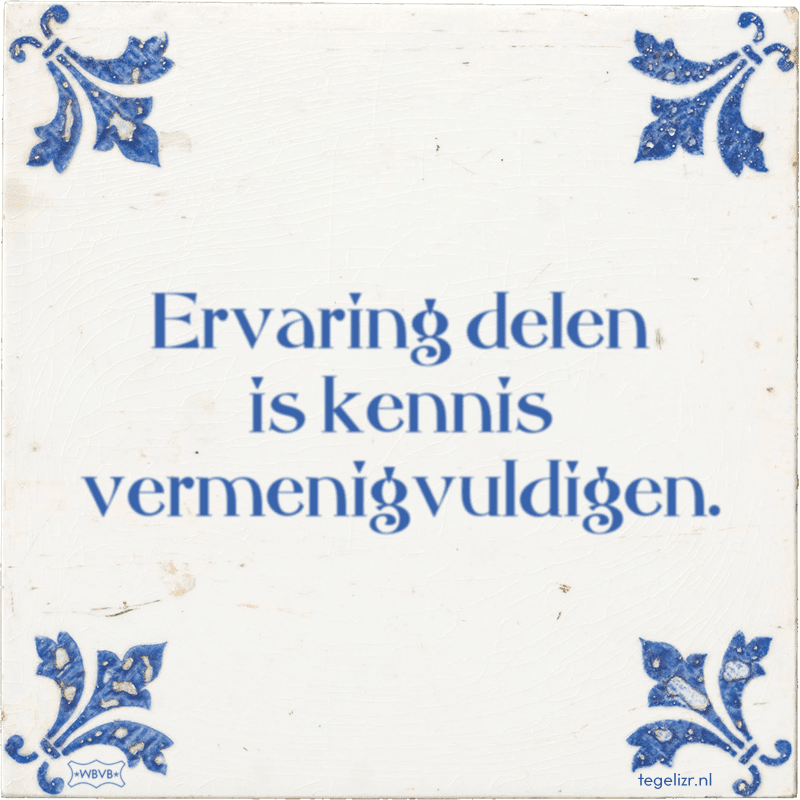 Ervaring delen
is kennis
vermenigvuldigen.
*WBVB*
tegelizr.nl